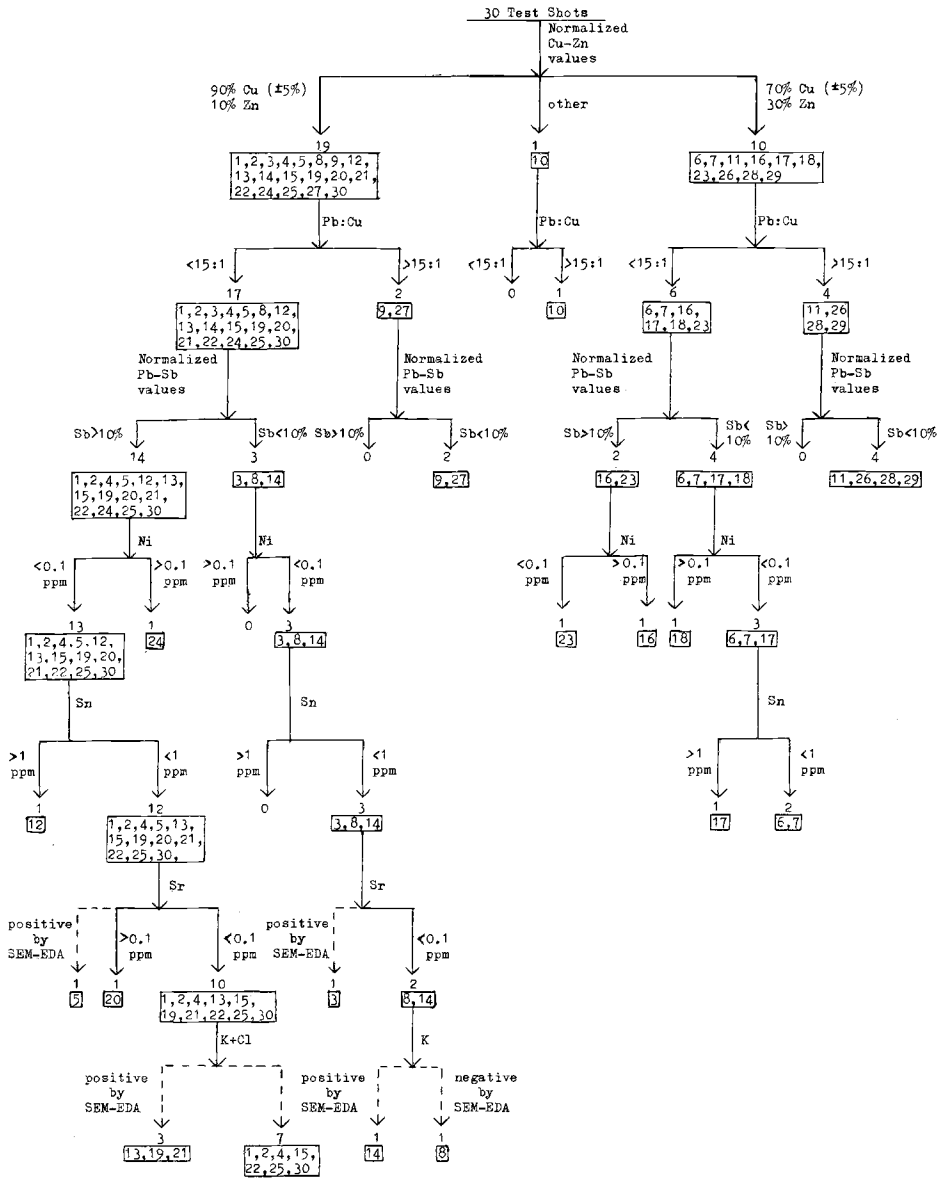 30 Test Shots
Normalized
Cu-Zn
values
90% Cu (±5%)
10% Zn
other
70% Cu (±5%)
30% Zn
19
1,2,3,4,5,8,9,12,
13,14,15,19,20,21,
22,24,25,27,30
1
10
10
6,7,11,16,17,18,
23,26,28,29
Pb:Cu
Pb:Cu
Pb:Cu
<15:1
>15:1
<15:1
>15:1
<15:1
>15:1
17
1,2,3,4,5,8,12,
13,14,15,19,20,
21,22,24,25,30
2
9,27
0
1
10
6
6,7,16,
17,18,23
4
11,26
28,29
Normalized
Pb-Sb
values
Normalized
Pb-Sb
values
Normalized
Pb-Sb
values
Normalized
Pb-Sb
values
Sb>10%
Sb<10%
Sb>10%
Sb<10%
Sb>10%
Sb<
10%
Sb>
10%
Sb<10%
14
1,2,4,5,12,13,
15,19,20,21,
22,24,25,30
3
3,8,14
0
2
9,27
2
16,23
4
6,7,17,18
0
4
11,26,28,29
Ni
Ni
Ni
Ni
<0.1
ppm
>0.1
ppm
>0.1
ppm
<0.1
ppm
<0.1
ppm
>0.1
ppm
>0.1
ppm
<0.1
ppm
13
1,2,4,5,12,
13,15,19,20,
21,22,25,30
1
24
0
3
3,8,14
1
23
1
16
1
18
3
6,7,17
Sn
Sn
Sn
>1
ppm
<1
ppm
>1
ppm
<1
ppm
>1
ppm
<1
ppm
1
12
12
1,2,4,5,13,
15,19,20,21,
22,25,30,
0
3
3,8,14
1
17
2
6,7
Sr
Sr
positive
by
SEM-EDA
>0.1
ppm
<0.1
ppm
positive
by
SEM-EDA
<0.1
ppm
1
5
1
20
10
1,2,4,13,15,
19,21,22,25,30
1
3
2
8,14
K+Cl
K
positive
by
SEM-EDA
positive
by
SEM-EDA
negative
by
SEM-EDA
3
13,19,21
7
1,2,4,15,
22,25,30
1
14
1
8